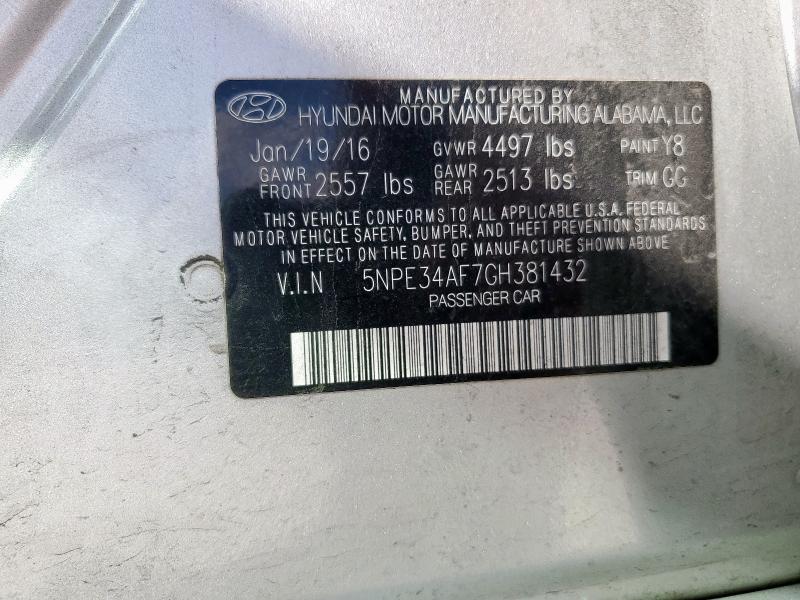 MANUFACTURED BY
HYUNDAI MOTOR MANUFACTURING ALABAMA, LLC
Jan/19/16 GVWR 4497 lbs PAINT Y8
GAWR FRONT 2557 lbs GAWR REAR 2513 lbs TRIM GG
THIS VEHICLE CONFORMS TO ALL APPLICABLE U.S.A. FEDERAL
MOTOR VEHICLE SAFETY, BUMPER, AND THEFT PREVENTION STANDARDS
IN EFFECT ON THE DATE OF MANUFACTURE SHOWN ABOVE.
V.I.N 5NPE34AF7GH381432
PASSENGER CAR